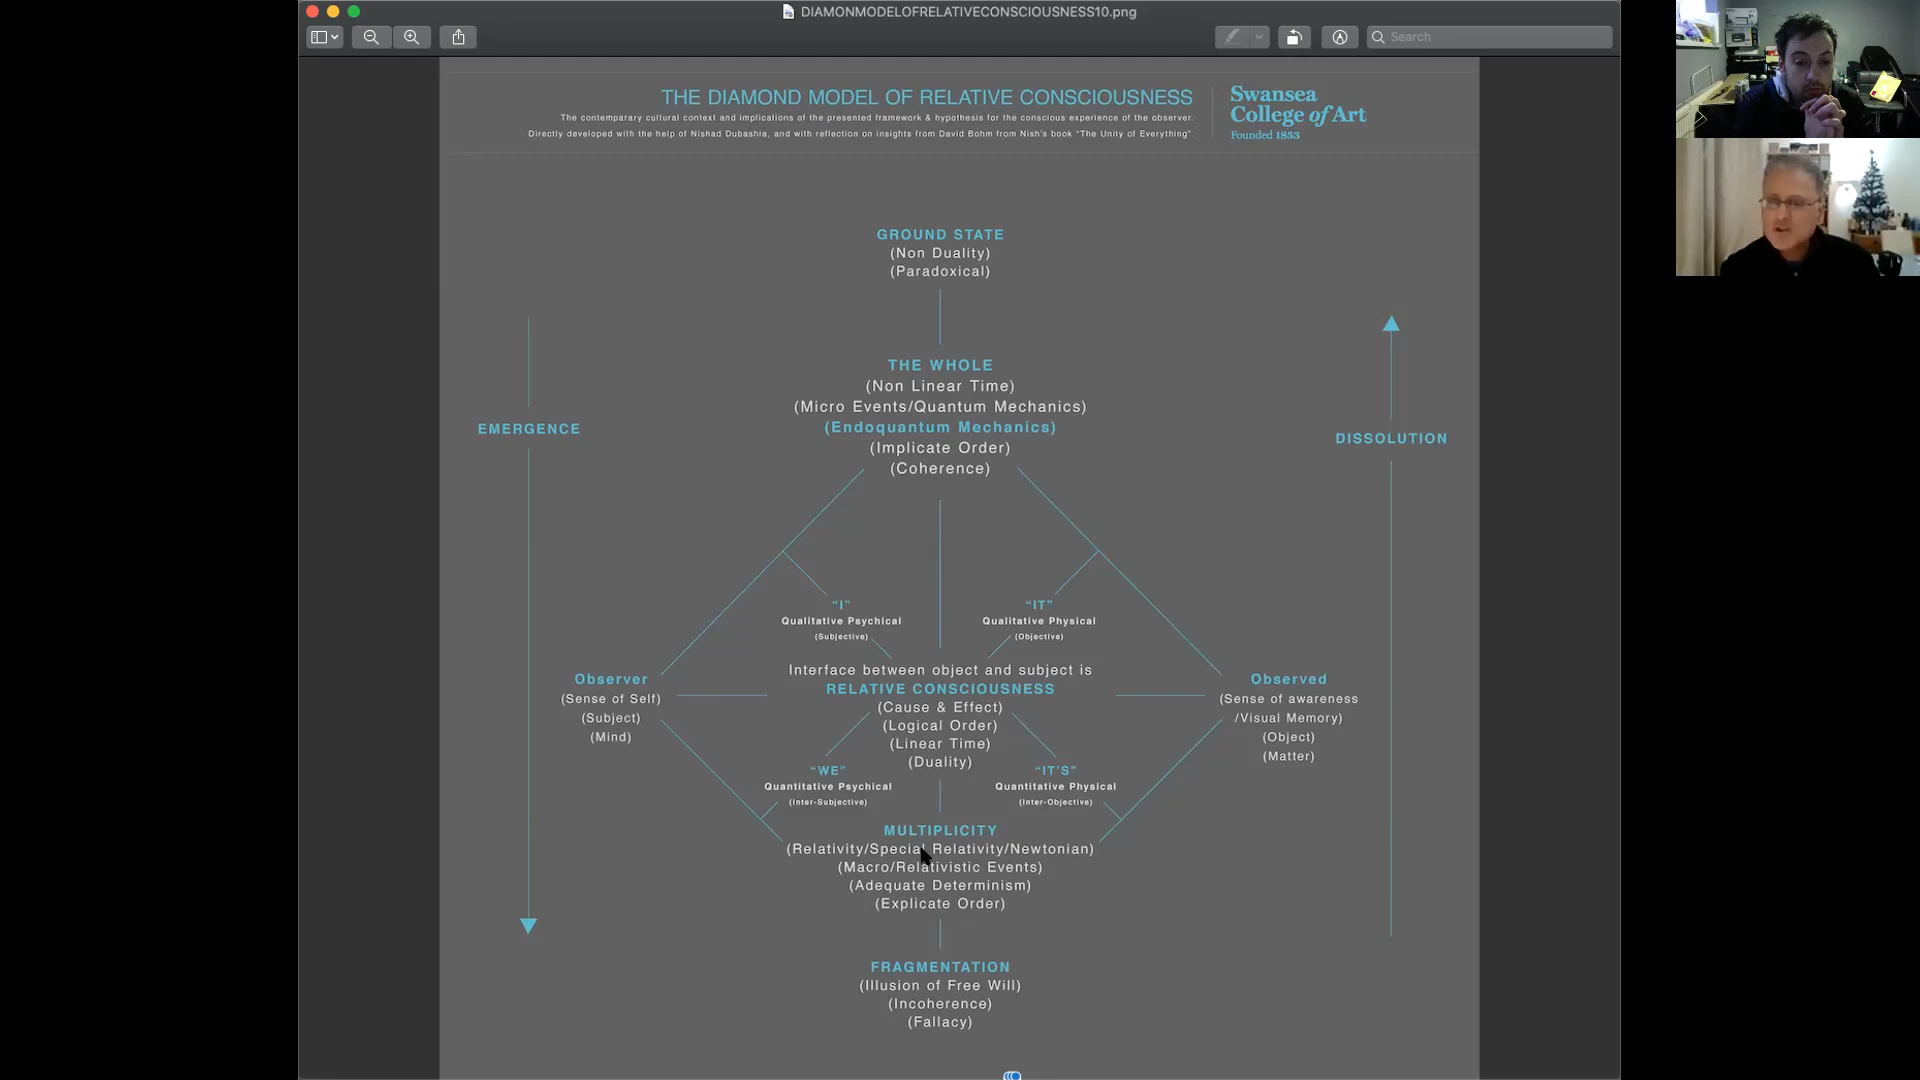 DIAMONMODELOFRELATIVECONSCIOUSNESS10.png
Search
THE DIAMOND MODEL OF RELATIVE CONSCIOUSNESS
The contemparary cultural context and implications of the presented framework & hypothesis for the conscious experience of the observer.
Directly developed with the help of Nishad Dubashia, and with reflection on insights from David Bohm from Nish's book "The Unity of Everything".
Swansea
College of Art
Founded 1853
GROUND STATE
(Non Duality)
(Paradoxical)
THE WHOLE
(Non Linear Time)
(Micro Events/Quantum Mechanics)
(Endoquantum Mechanics)
(Implicate Order)
(Coherence)
EMERGENCE
DISSOLUTION
"I"
Qualitative Psychical
(Subjective)
"IT"
Qualitative Physical
(Objective)
Observer
(Sense of Self)
(Subject)
(Mind)
Interface between object and subject is
RELATIVE CONSCIOUSNESS
(Cause & Effect)
(Logical Order)
(Linear Time)
(Duality)
Observed
(Sense of awareness
/Visual Memory)
(Object)
(Matter)
"WE"
Quantitative Psychical
(Inter-Subjective)
"IT'S"
Quantitative Physical
(Inter-Objective)
MULTIPLICITY
(Relativity/Special Relativity/Newtonian)
(Macro/Relativistic Events)
(Adequate Determinism)
(Explicate Order)
FRAGMENTATION
(Illusion of Free Will)
(Incoherence)
(Fallacy)